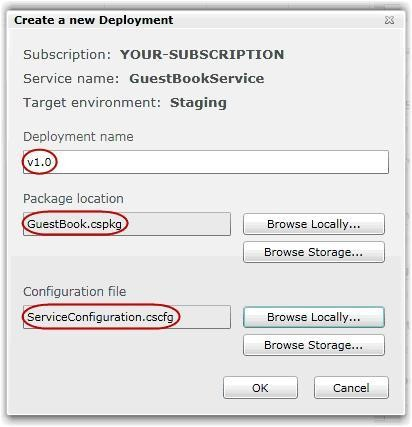 Create a new Deployment
Subscription: YOUR-SUBSCRIPTION
Service name: GuestBookService
Target environment: Staging
Deployment name
v1.0
Package location
GuestBook.cspkg
Browse Locally...
Browse Storage...
Configuration file
ServiceConfiguration.cscfg
Browse Locally...
Browse Storage...
OK
Cancel